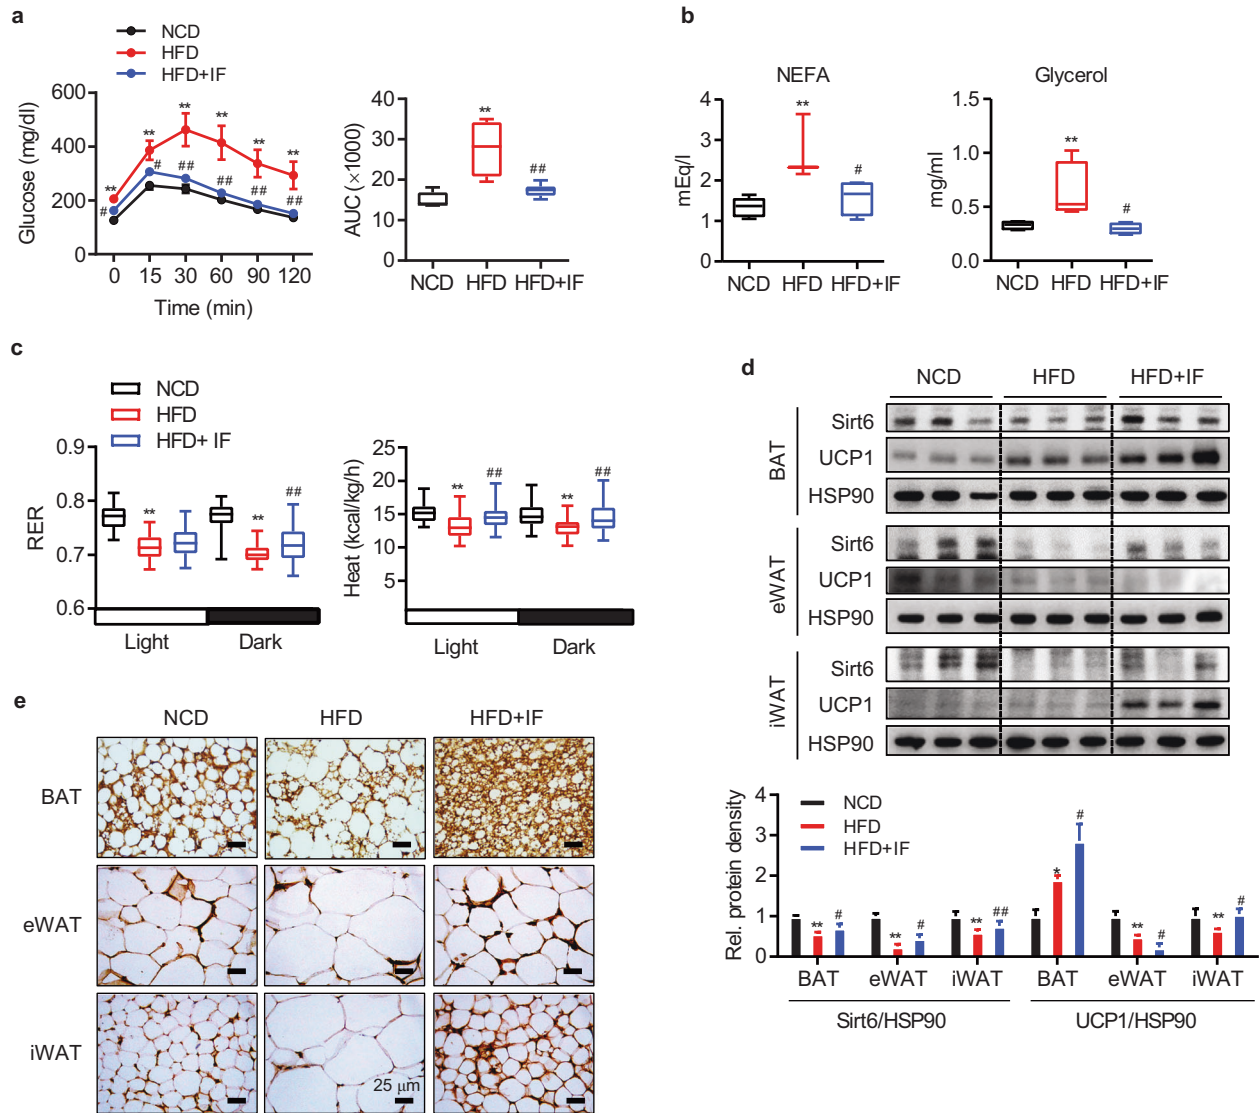 a
NCD
HFD
HFD+IF
600
400
200
0
Glucose (mg/dl)
** ** ** ** ** **
# # ## ## ## ##
0 15 30 60 90 120
Time (min)
40
30
20
10
0
AUC (×1000)
**
##
NCD HFD HFD+IF
b
NEFA
4
3
2
1
0
mEq/l
**
#
NCD HFD HFD+IF
Glycerol
1.5
1.0
0.5
0.0
mg/ml
**
#
NCD HFD HFD+IF
c
NCD
HFD
HFD+ IF
0.9
0.8
0.7
0.6
RER
** ** ##
Light Dark
25
20
15
10
5
Heat (kcal/kg/h)
** ## ** ##
Light Dark
d
NCD HFD HFD+IF
BAT
Sirt6
UCP1
HSP90
eWAT
Sirt6
UCP1
HSP90
iWAT
Sirt6
UCP1
HSP90
NCD
HFD
HFD+IF
4
3
2
1
0
Rel. protein density
** # ** # ** ## * # ** # ** #
BAT eWAT iWAT BAT eWAT iWAT
Sirt6/HSP90 UCP1/HSP90
e
NCD HFD HFD+IF
BAT
eWAT
iWAT
25 μm